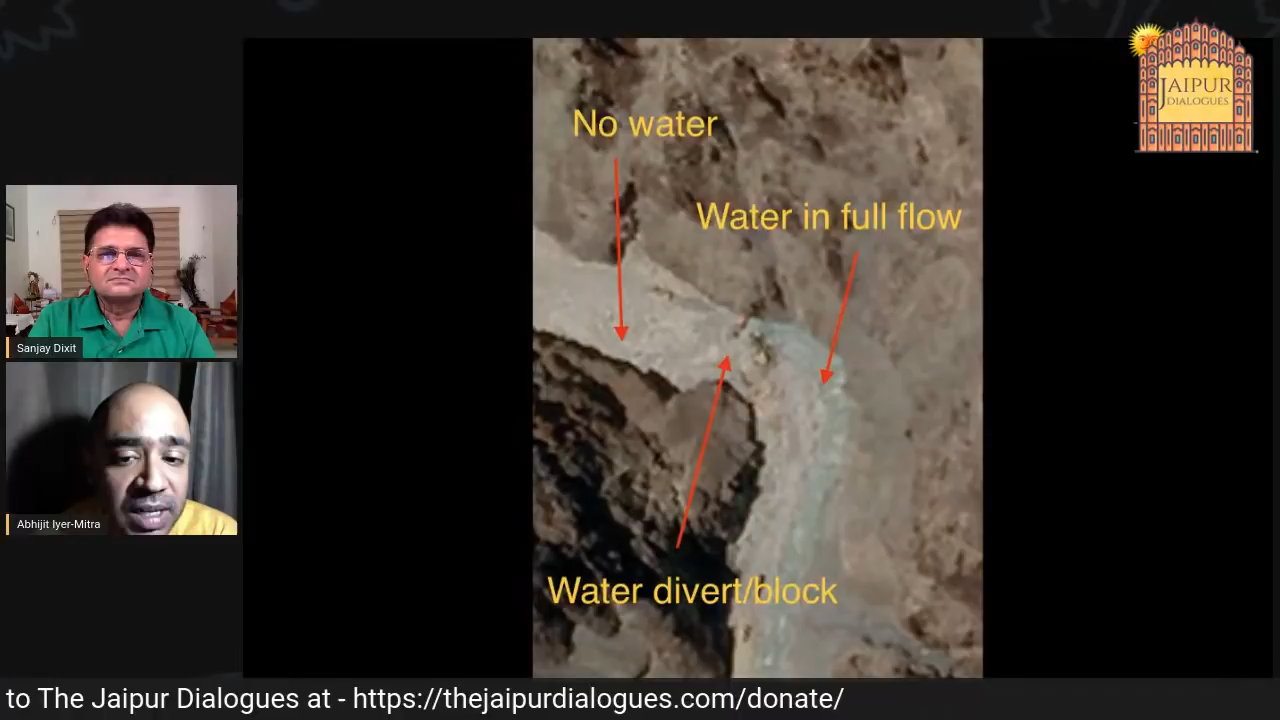 JAIPUR
DIALOGUES
No water
Water in full flow
Water divert/block
Sanjay Dixit
Abhijit Iyer-Mitra
to The Jaipur Dialogues at - https://thejaipurdialogues.com/donate/